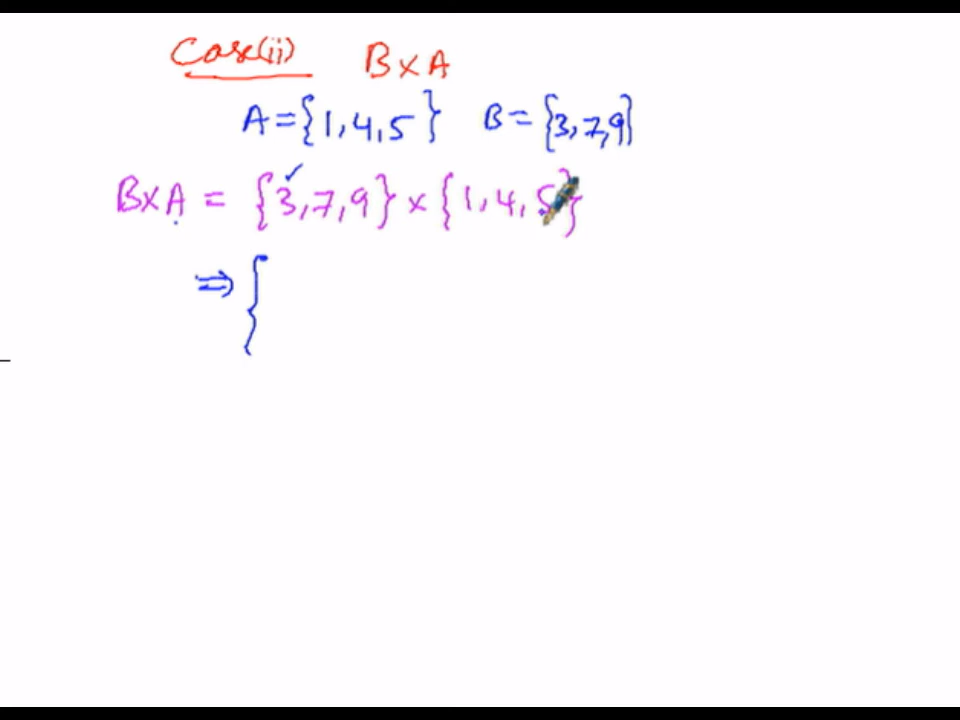 Case(ii) B×A
A={1,4,5} B={3,7,9}
B×A = {3,7,9}×{1,4,5}
⇒{